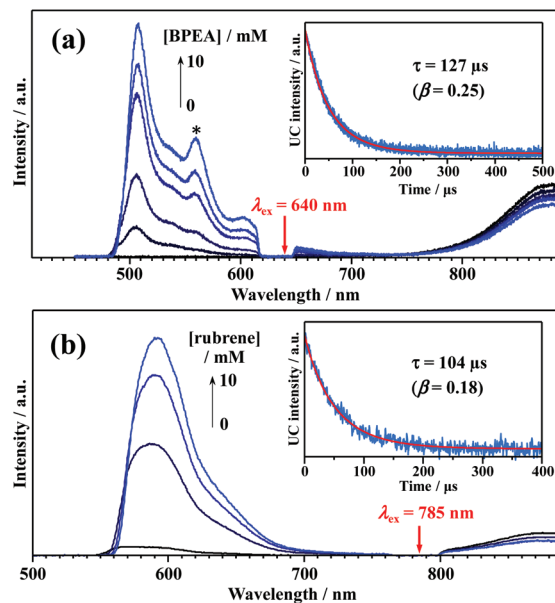 (a)
[BPEA] / mM
10
0
*
λex = 640 nm
Intensity / a.u.
500
600
700
800
Wavelength / nm
τ = 127 µs
(β = 0.25)
UC intensity / a.u.
0
100
200
300
400
500
Time / µs
(b)
[rubrene]
/ mM
10
0
λex = 785 nm
Intensity / a.u.
500
600
700
800
Wavelength / nm
τ = 104 µs
(β = 0.18)
UC intensity / a.u.
0
100
200
300
400
Time / µs